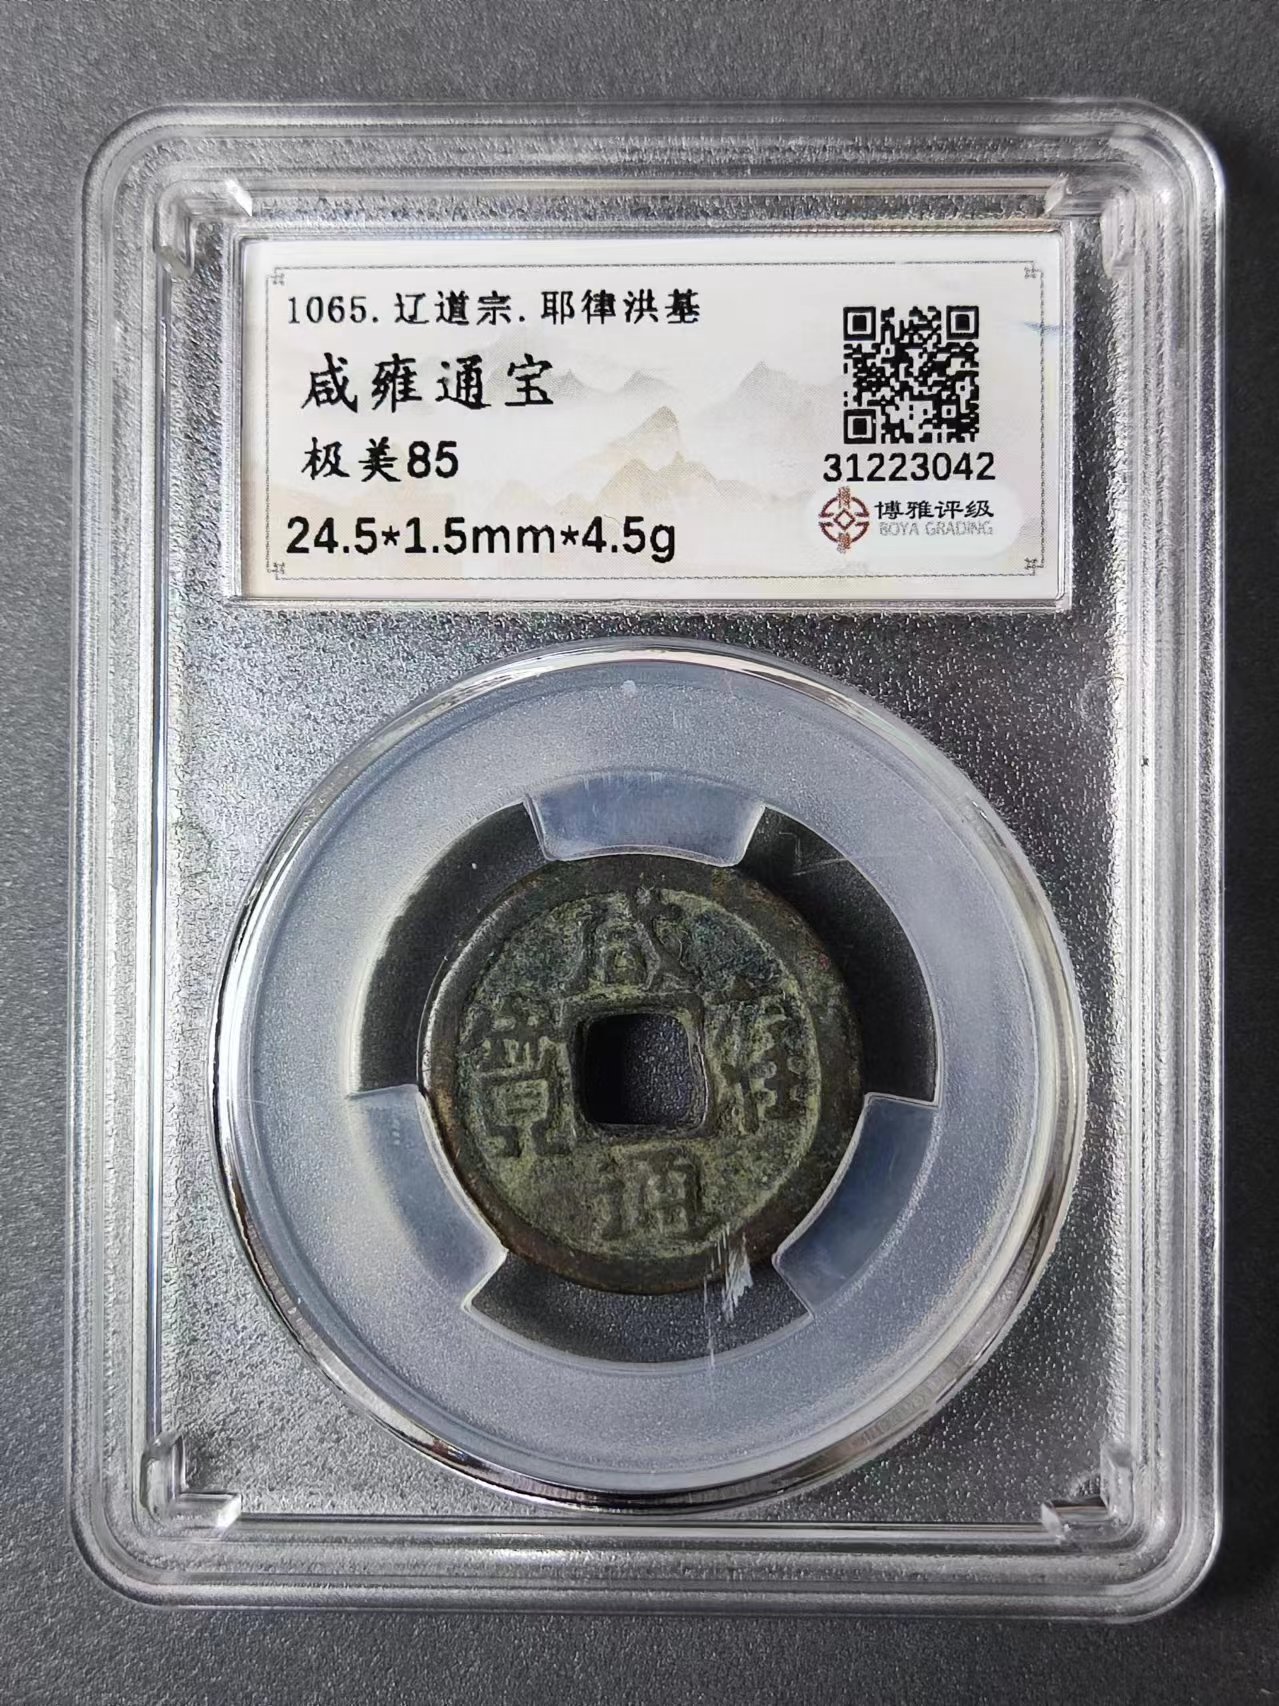 1065.辽道宗.耶律洪基
咸雍通宝
极美85
24.5*1.5mm*4.5g
31223042
博雅评级
BOYA GRADING
咸
雍
通
寶